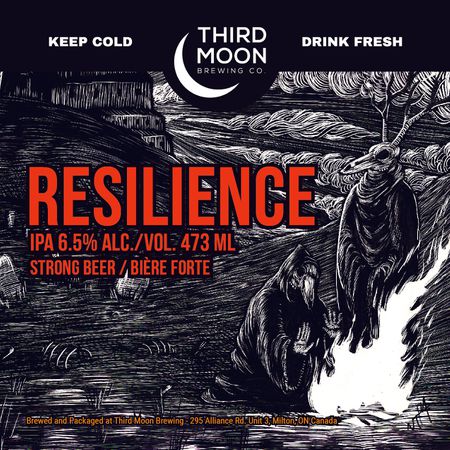 KEEP COLD
THIRD
MOON
BREWING CO.
DRINK FRESH
RESILIENCE
IPA 6.5% ALC./VOL. 473 ML
STRONG BEER / BIÈRE FORTE
Brewed and Packaged at Third Moon Brewing - 295 Alliance Rd. Unit 3, Milton, ON Canada